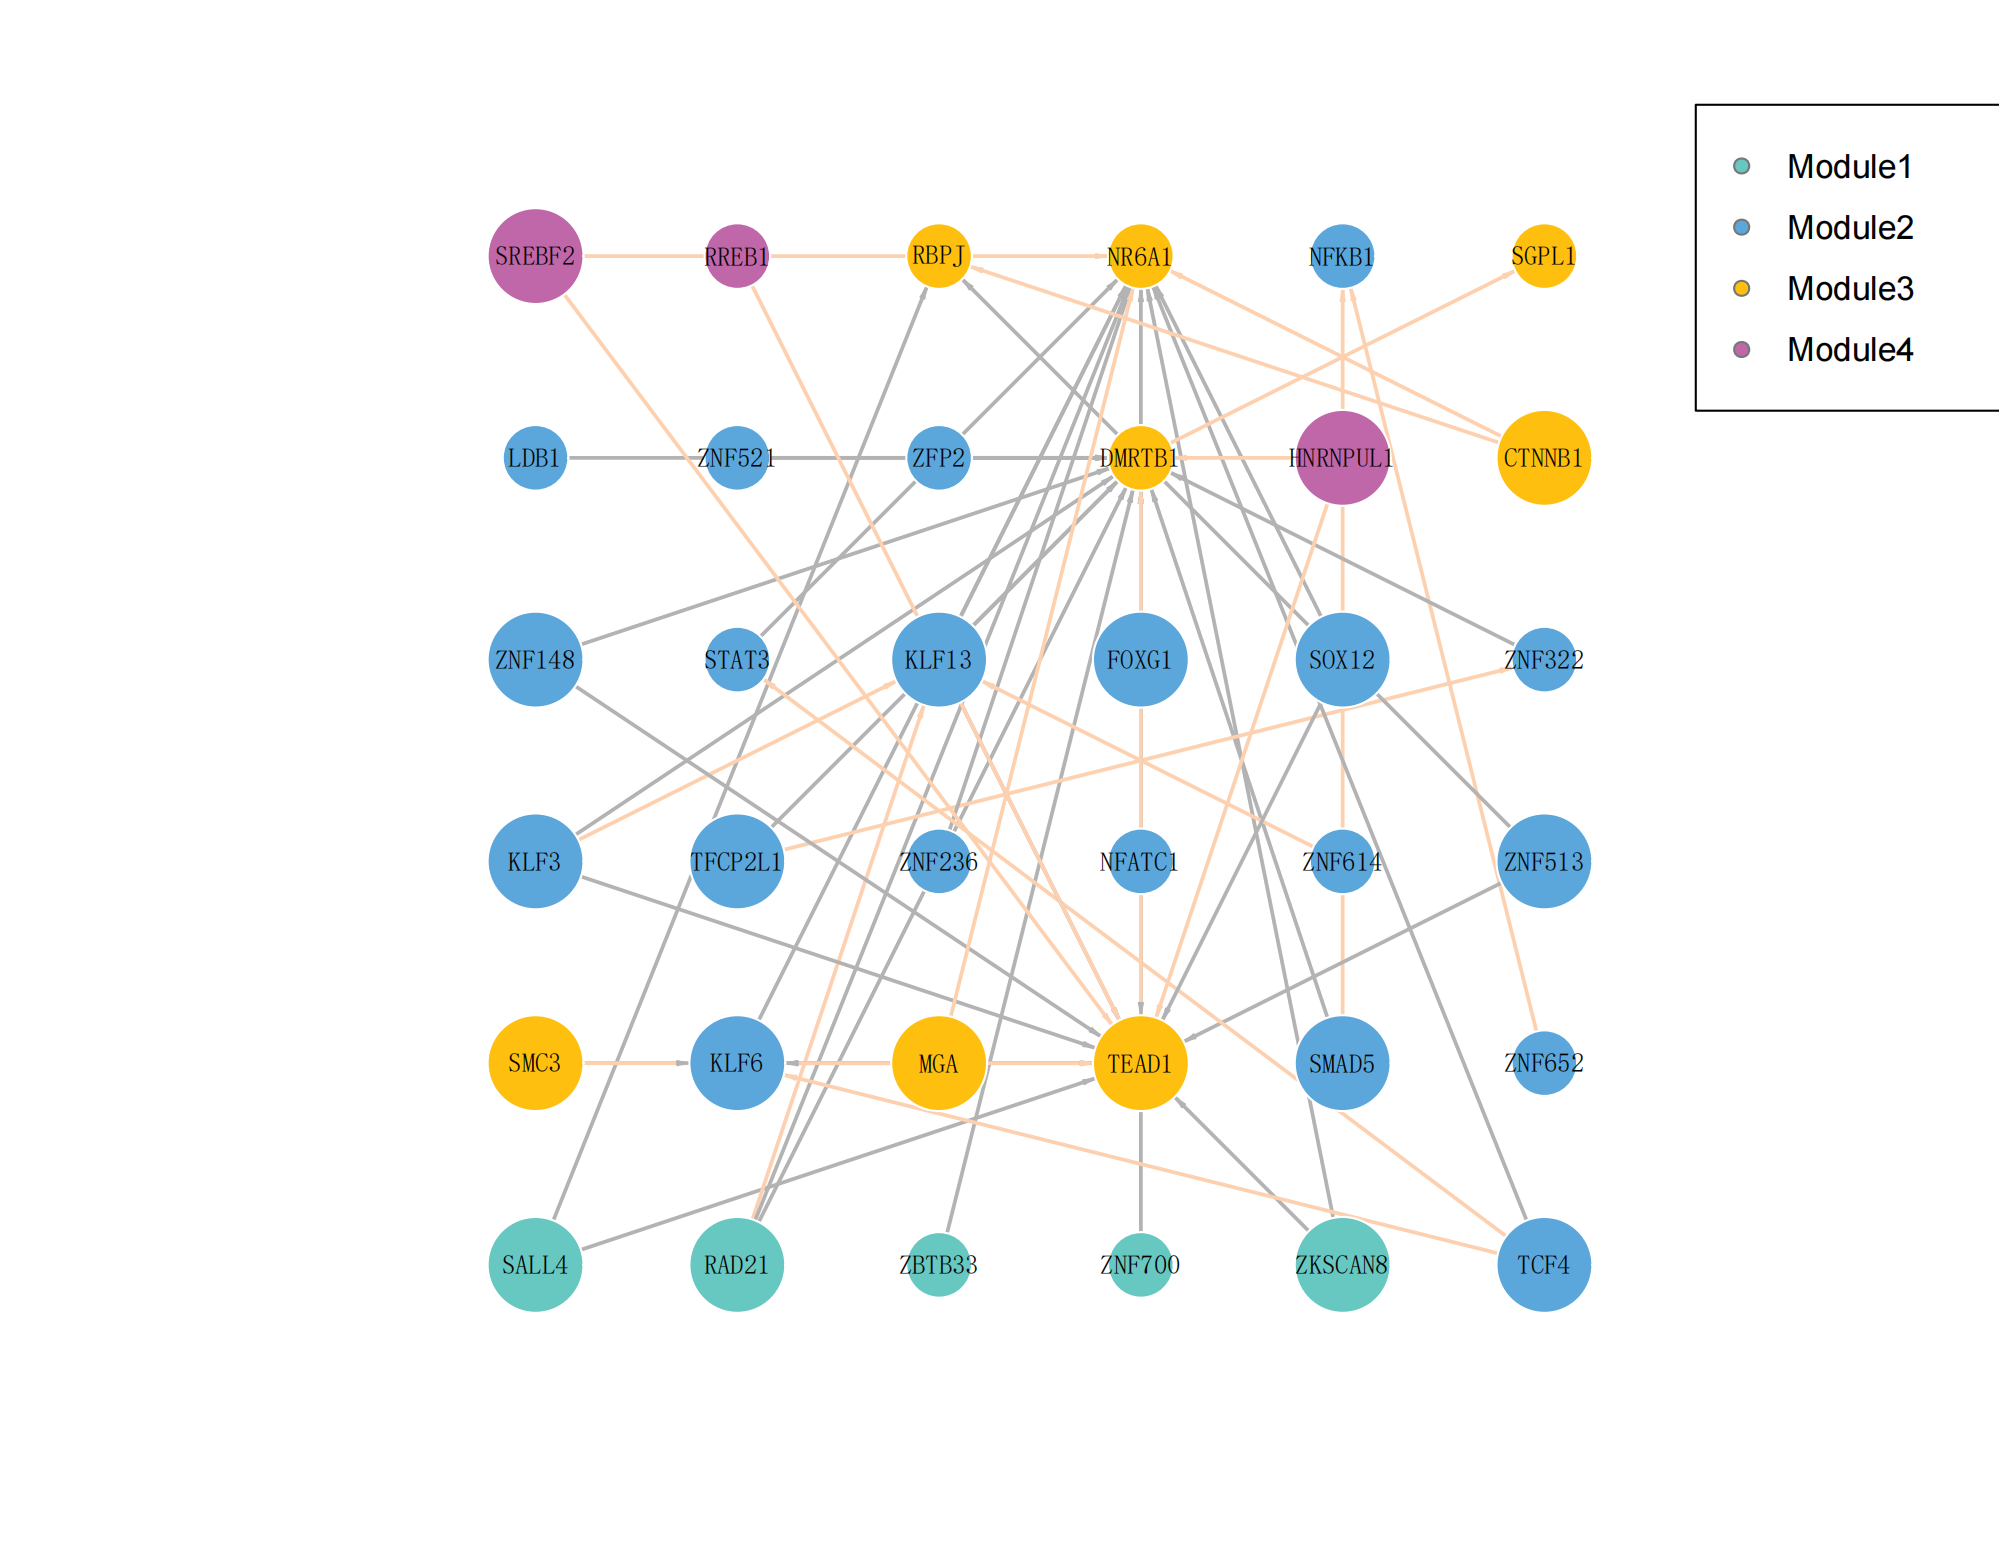 Module1
Module2
Module3
Module4
SREBF2 RREB1 RBPJ NR6A1 NFKB1 SGPL1
LDB1 ZNF521 ZFP2 DMRTB1 HNRNPUL1 CTNNB1
ZNF148 STAT3 KLF13 FOXG1 SOX12 ZNF322
KLF3 TFCP2L1 ZNF236 NFATC1 ZNF614 ZNF513
SMC3 KLF6 MGA TEAD1 SMAD5 ZNF652
SALL4 RAD21 ZBTB33 ZNF700 ZKSCAN8 TCF4